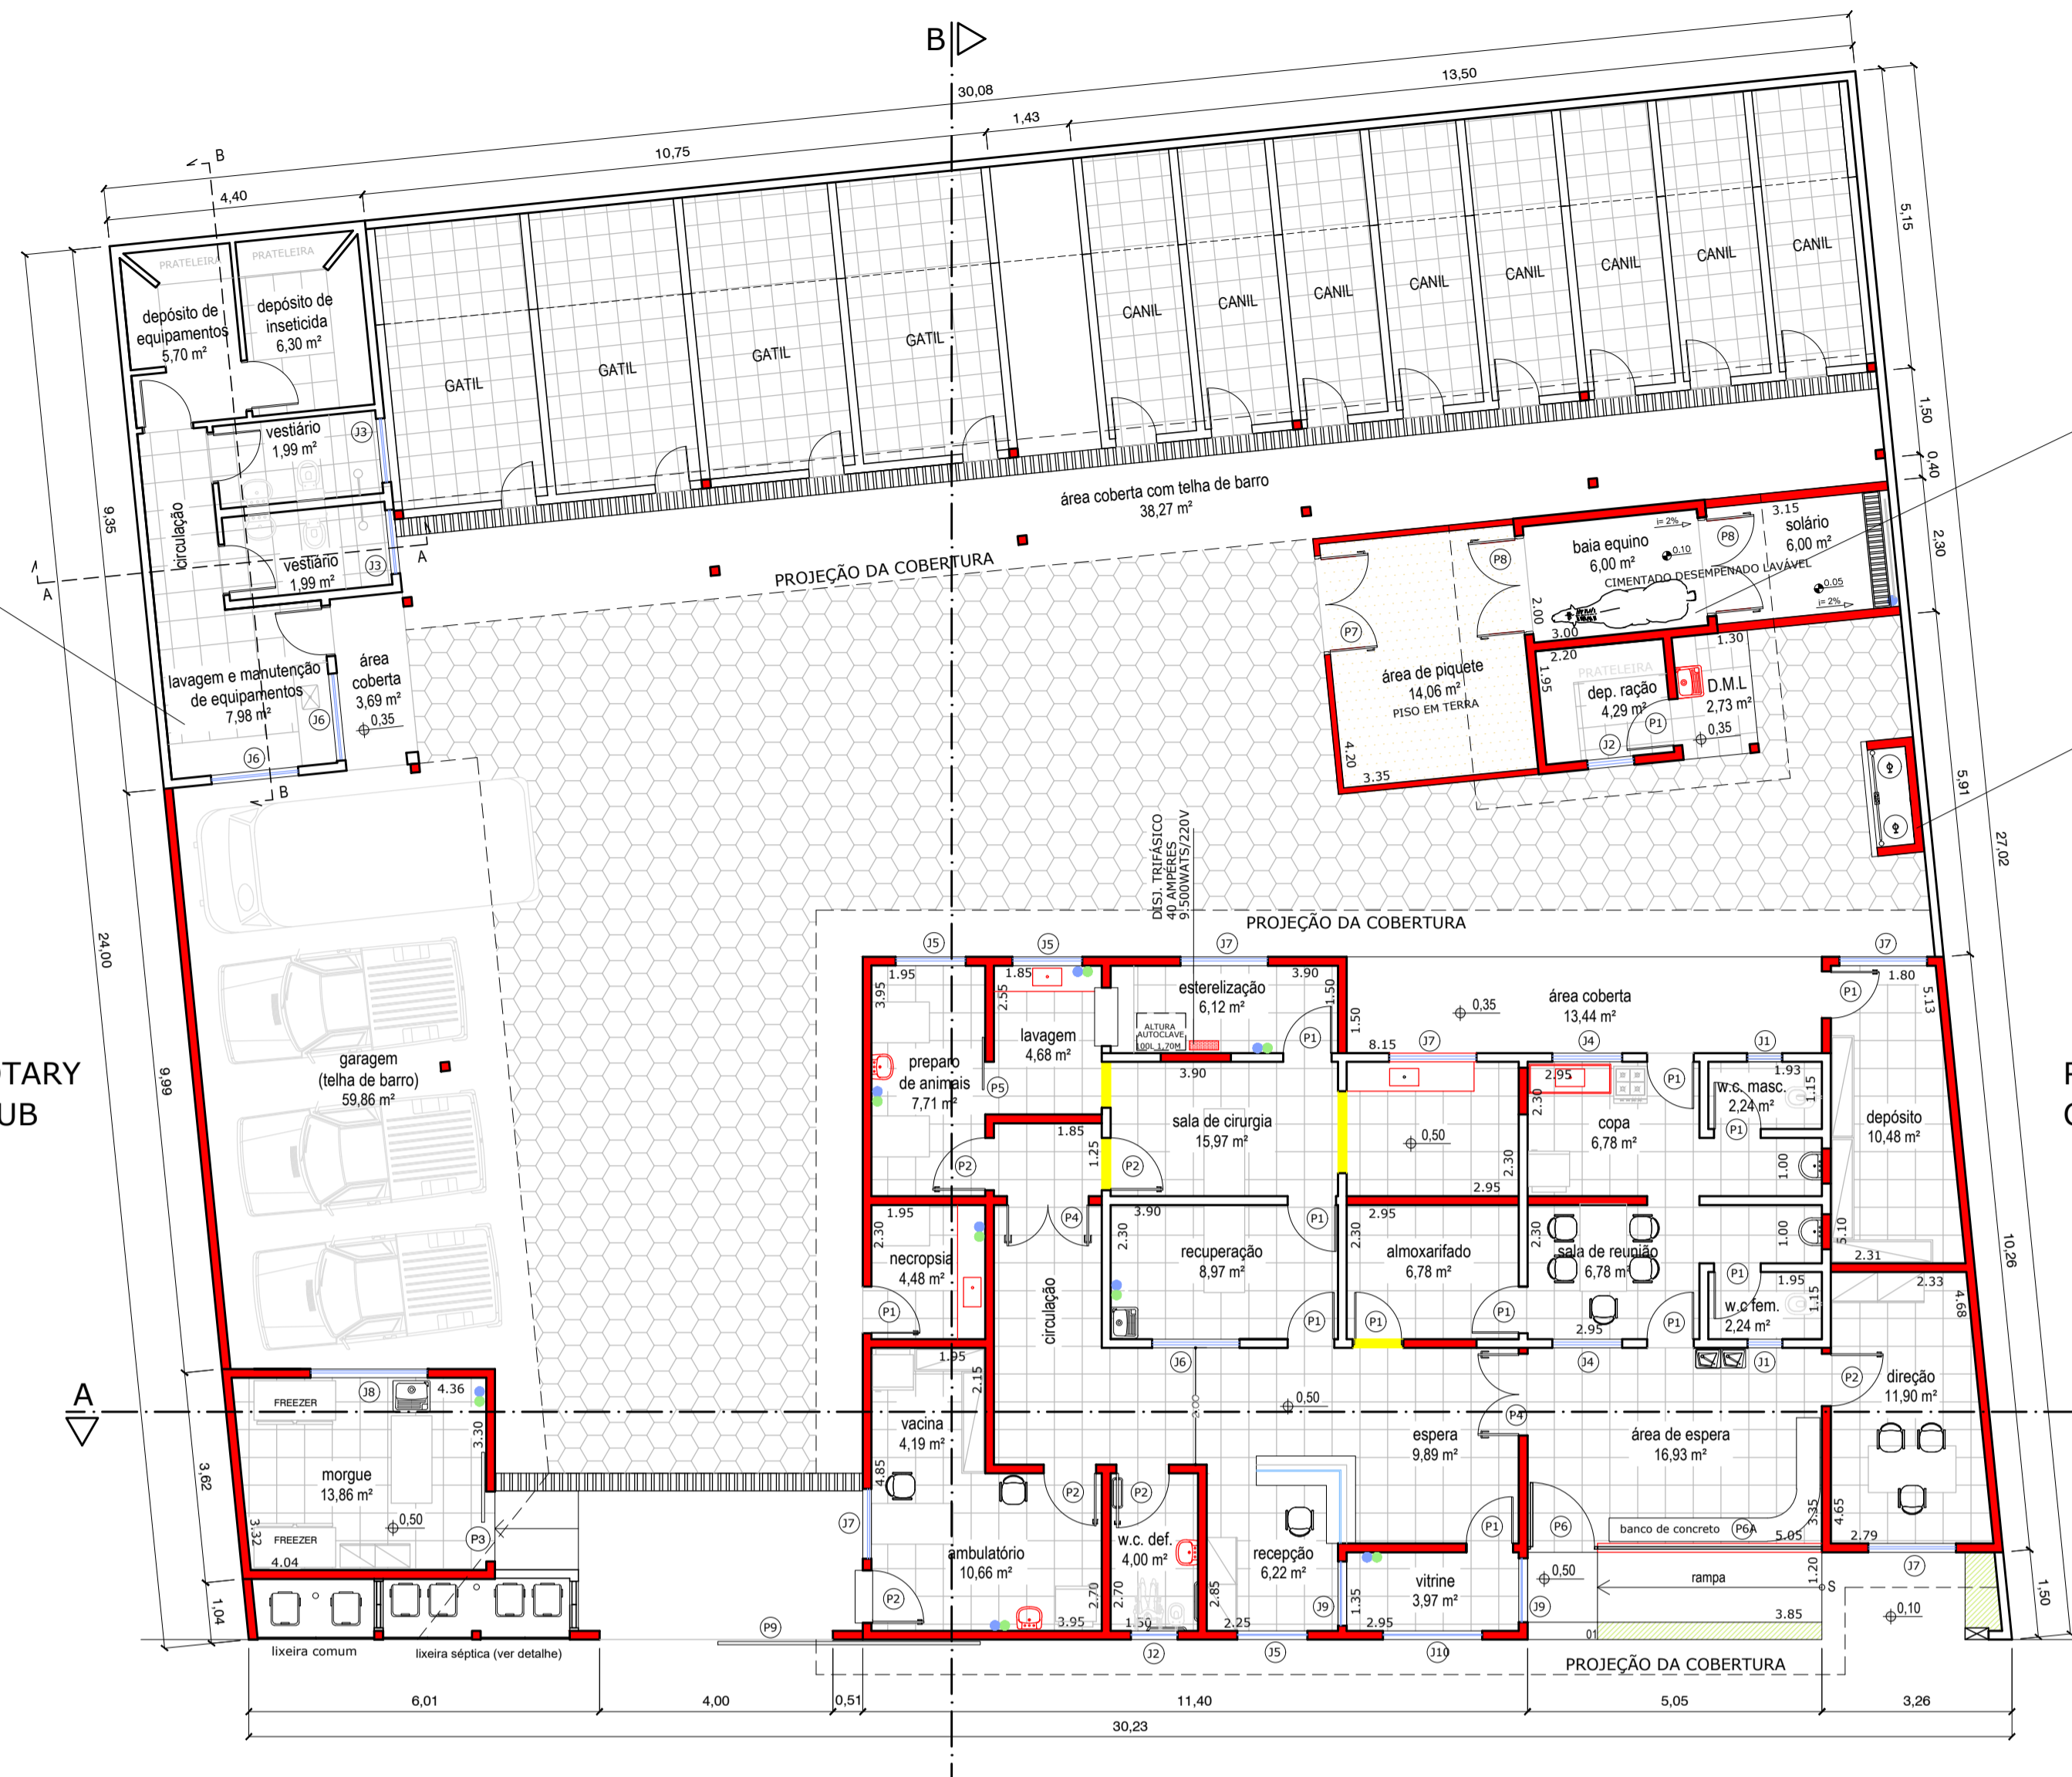 B
30,08
13,50
1,43
10,75
4,40
B
PRATELEIRA
PRATELEIRA
depósito de
equipamentos
5,70 m²
depósito de
inseticida
6,30 m²
GATIL
GATIL
GATIL
GATIL
CANIL
CANIL
CANIL
CANIL
CANIL
CANIL
CANIL
CANIL
5,15
1,50
0,40
2,30
5,91
27,02
10,26
1,50
9,35
24,00
9,99
3,62
1,04
vestiário
1,99 m²
J3
circulação
vestiário
1,99 m²
J3
A
A
lavagem e manutenção
de equipamentos
7,98 m²
J6
J6
B
área
coberta
3,69 m²
0,35
área coberta com telha de barro
38,27 m²
PROJEÇÃO DA COBERTURA
P7
P8
área de piquete
14,06 m²
PISO EM TERRA
4.20
3.35
i= 2%
baia equino
6,00 m²
0.10
2.00
3.00
P8
3.15
solário
6,00 m²
CIMENTADO DESEMPENADO LAVÁVEL
0.05
i= 2%
2.20
1.95
PRATELEIRA
dep. ração
4,29 m²
J2
P1
1.30
D.M.L
2,73 m²
0,35
DISJ. TRIFÁSICO
40 AMPÉRES
9.500WATS/220V
PROJEÇÃO DA COBERTURA
OTARY
UB
garagem
(telha de barro)
59,86 m²
J5
J5
J7
J7
1.95
3.95
preparo
de animais
7,71 m²
P5
1.85
2.55
lavagem
4,68 m²
esterelização
6,12 m²
3.90
1.50
ALTURA
AUTOCLAVE
100L 1,70M
P1
1.50
0,35
área coberta
13,44 m²
8.15
J7
J4
J1
P1
1.80
5.13
P2
1.85
1.25
P2
3.90
sala de cirurgia
15,97 m²
0,50
2.30
2.95
2.95
2.30
copa
6,78 m²
P1
1.93
w.c. masc.
2,24 m²
1.15
P1
1.00
depósito
10,48 m²
5.10
2.31
1.95
2.30
necropsia
4,48 m²
P1
P4
circulação
3.90
2.30
recuperação
8,97 m²
P1
P1
J6
2.95
2.30
almoxarifado
6,78 m²
P1
P1
2.30
sala de reunião
6,78 m²
2.95
J4
P1
1.00
P1
1.95
w.c fem.
2,24 m²
1.15
J1
2.33
4.68
P2
direção
11,90 m²
4.65
2.79
J7
A
J8
FREEZER
4.36
3.30
morgue
13,86 m²
0,50
3.32
FREEZER
4.04
P3
1.95
2.15
vacina
4,19 m²
4.85
J7
P2
ambulatório
10,66 m²
2.70
3.95
P2
P2
w.c. def.
4,00 m²
2.70
1.50
J2
2.00
0,50
espera
9,89 m²
P4
recepção
6,22 m²
2.85
2.25
J5
J9
P1
vitrine
3,97 m²
1.35
2.95
J10
J9
área de espera
16,93 m²
P6
banco de concreto
P6A
3.35
5.05
0,50
rampa
1.20
S
3.85
01
0,10
P9
lixeira comum
lixeira séptica (ver detalhe)
PROJEÇÃO DA COBERTURA
6,01
4,00
0,51
11,40
5,05
3,26
30,23